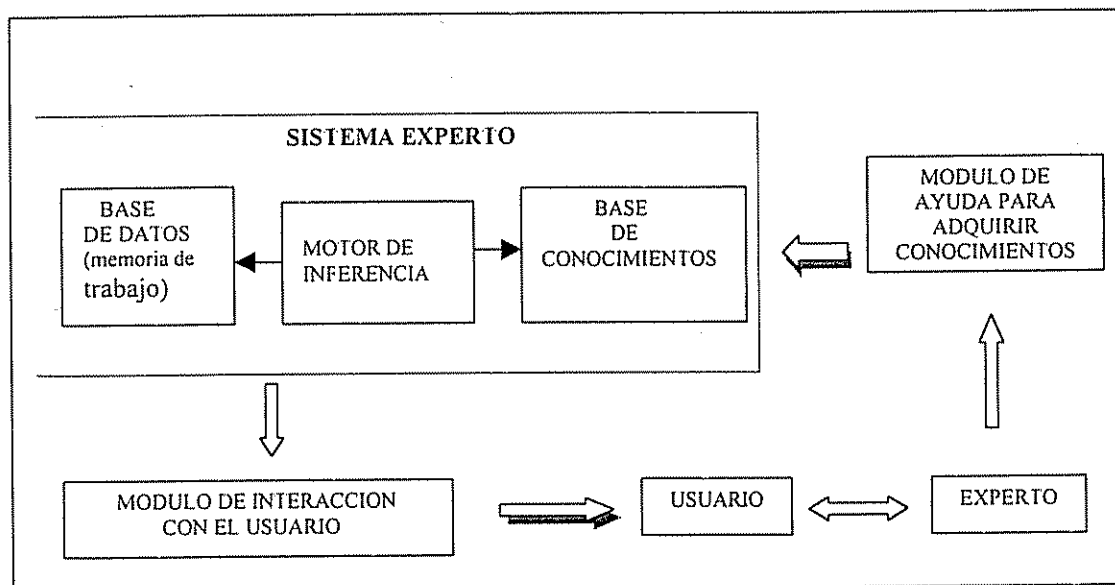 SISTEMA EXPERTO
BASE
DE DATOS
(memoria de
trabajo)
MOTOR DE
INFERENCIA
BASE
DE
CONOCIMIENTOS
MODULO DE
AYUDA PARA
ADQUIRIR
CONOCIMIENTOS
MODULO DE INTERACCION
CON EL USUARIO
USUARIO
EXPERTO